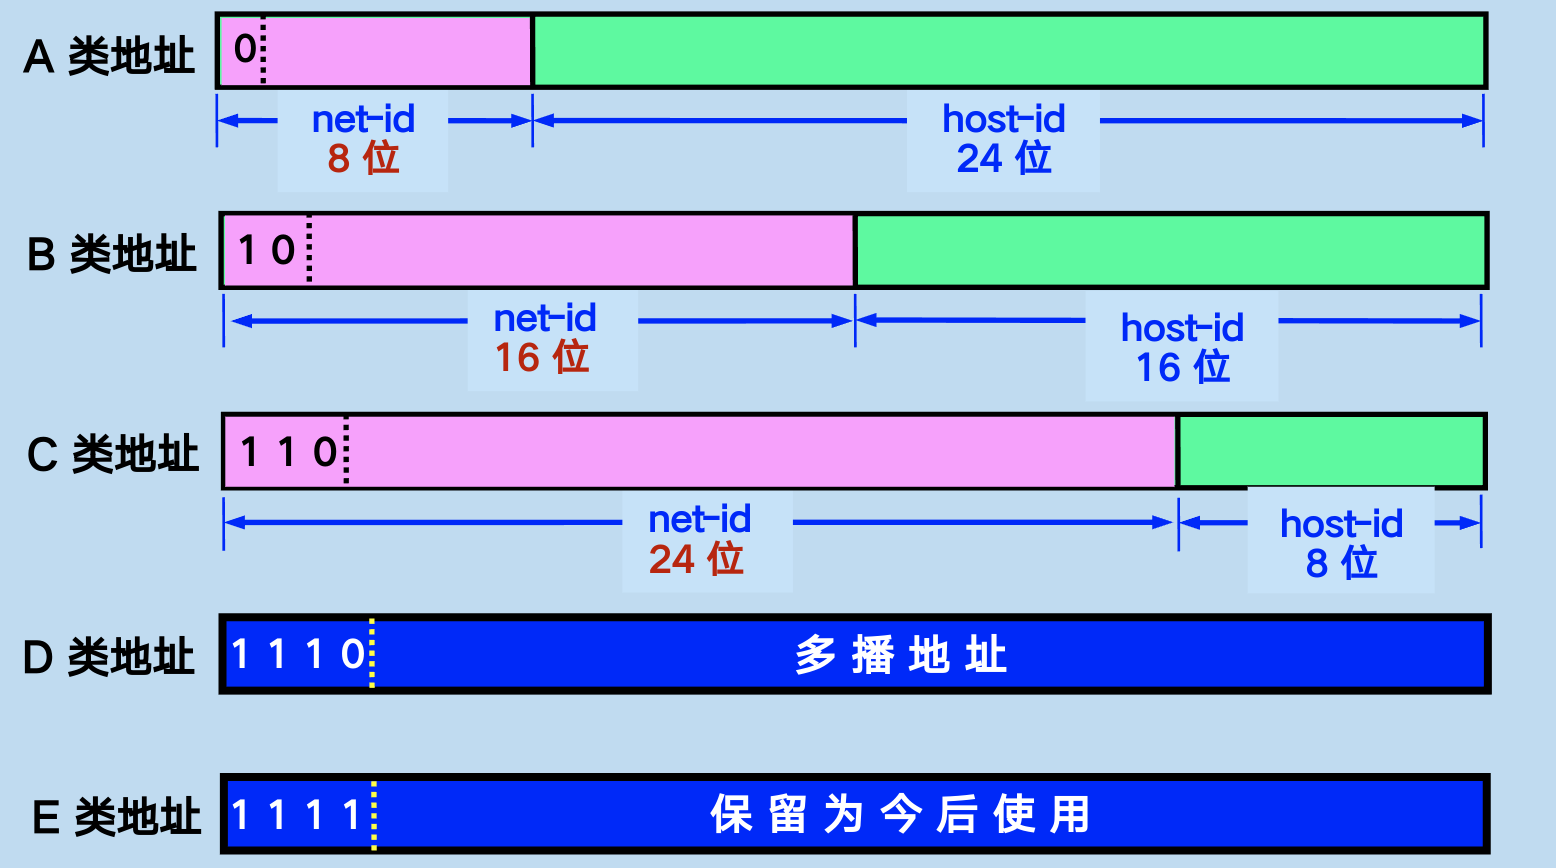 A 类地址
0
net-id
8 位
host-id
24 位
B 类地址
1 0
net-id
16 位
host-id
16 位
C 类地址
1 1 0
net-id
24 位
host-id
8 位
D 类地址
1 1 1 0
多播地址
E 类地址
1 1 1 1
保留为今后使用